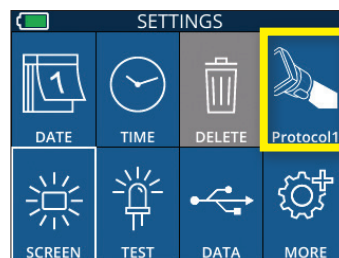 SETTINGS
1
DATE TIME DELETE Protocol1
SCREEN TEST DATA MORE